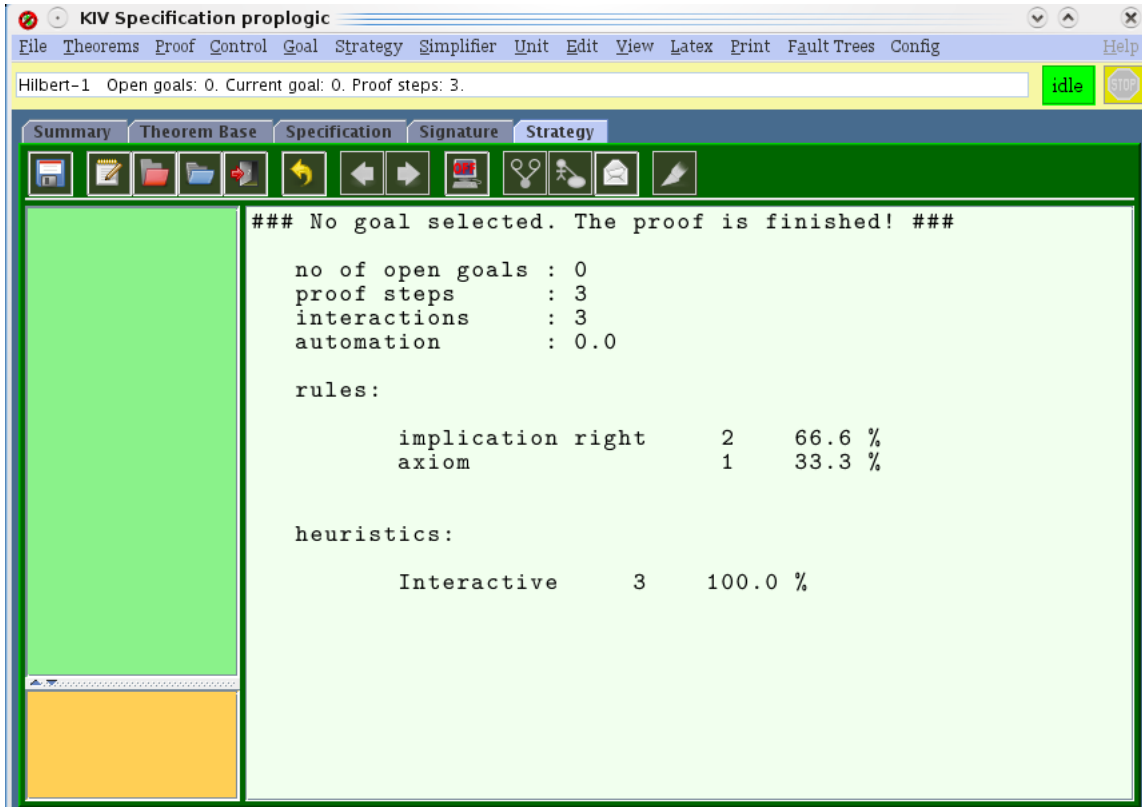 KIV Specification proplogic
File Theorems Proof Control Goal Strategy Simplifier Unit Edit View Latex Print Fault Trees Config Help
Hilbert-1 Open goals: 0. Current goal: 0. Proof steps: 3.
idle STOP
Summary Theorem Base Specification Signature Strategy
OFF
### No goal selected. The proof is finished! ###
no of open goals : 0
proof steps : 3
interactions : 3
automation : 0.0
rules:
implication right 2 66.6 %
axiom 1 33.3 %
heuristics:
Interactive 3 100.0 %